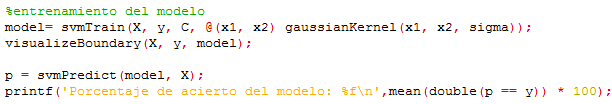 %entrenamiento del modelo
model= svmTrain(X, y, C, @(x1, x2) gaussianKernel(x1, x2, sigma));
visualizeBoundary(X, y, model);
p = svmPredict(model, X);
printf('Porcentaje de acierto del modelo: %f\n',mean(double(p == y)) * 100);